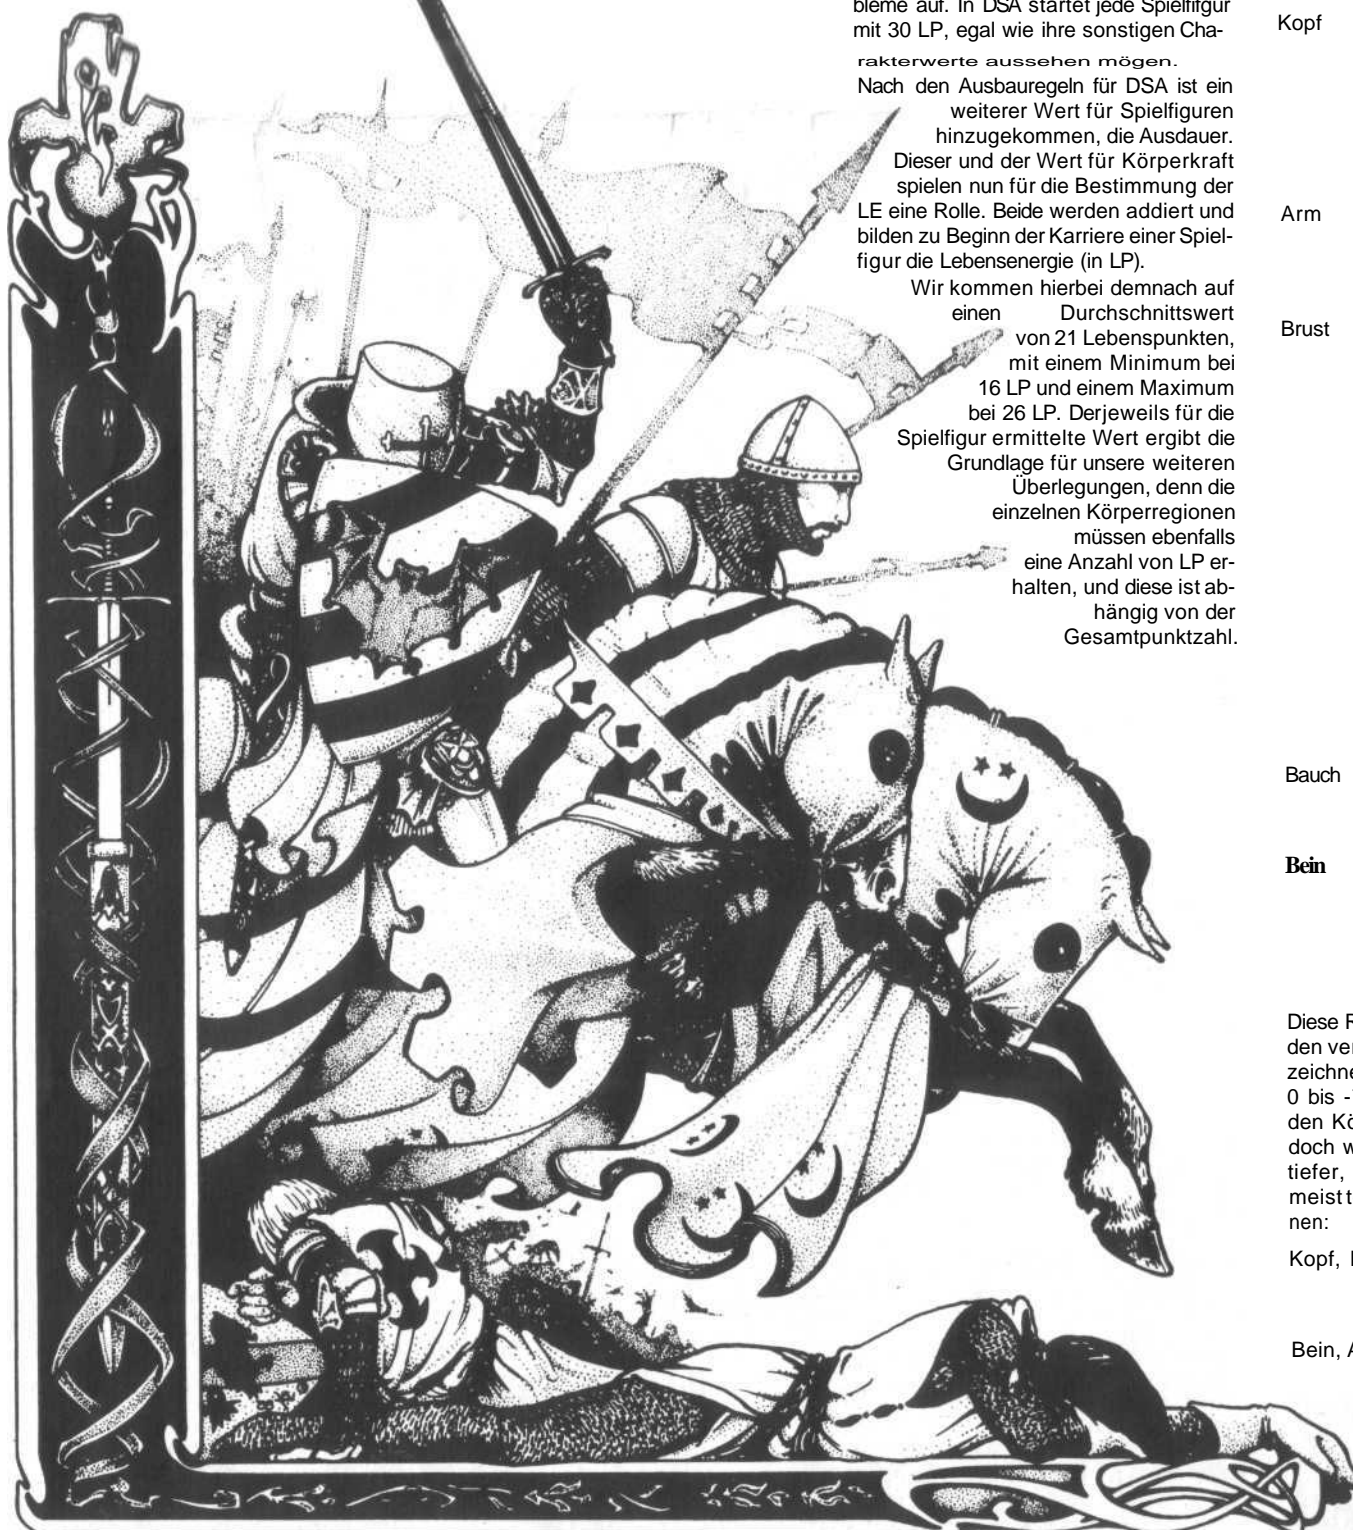 bleme auf. In DSA startet jede Spielfifgur
mit 30 LP, egal wie ihre sonstigen Cha-
rakterwerte aussehen mögen.
Nach den Ausbauregeln für DSA ist ein
weiterer Wert für Spielfiguren
hinzugekommen, die Ausdauer.
Dieser und der Wert für Körperkraft
spielen nun für die Bestimmung der
LE eine Rolle. Beide werden addiert und
bilden zu Beginn der Karriere einer Spiel-
figur die Lebensenergie (in LP).
Wir kommen hierbei demnach auf
einen Durchschnittswert
von 21 Lebenspunkten,
mit einem Minimum bei
16 LP und einem Maximum
bei 26 LP. Derjeweils für die
Spielfigur ermittelte Wert ergibt die
Grundlage für unsere weiteren
Überlegungen, denn die
einzelnen Körperregionen
müssen ebenfalls
eine Anzahl von LP er-
halten, und diese ist ab-
hängig von der
Gesamtpunktzahl.
Kopf
Arm
Brust
Bauch
Bein
Diese
den
zeichne
0 bis
den Kö
doch
tiefer,
meist
nen:
Kopf,
Bein,